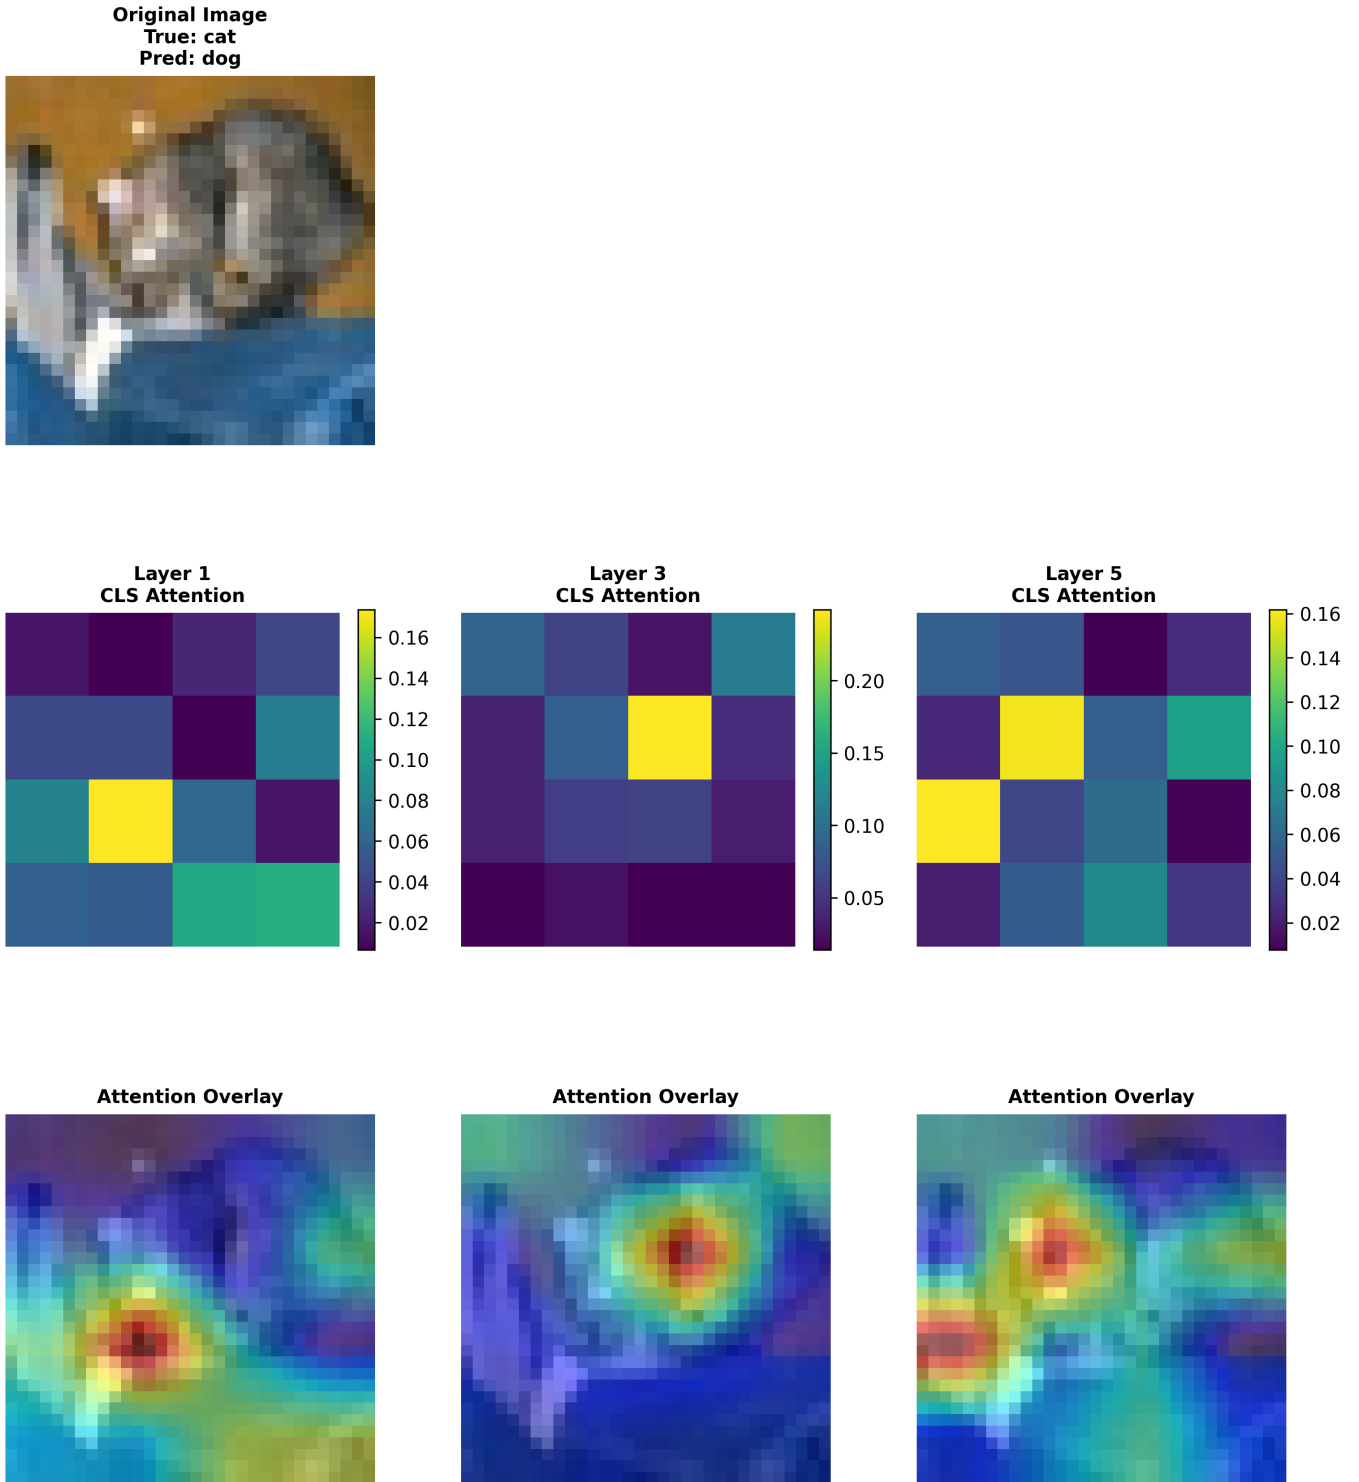 Original Image
True: cat
Pred: dog
Layer 1
CLS Attention
0.16
0.14
0.12
0.10
0.08
0.06
0.04
0.02
Layer 3
CLS Attention
0.20
0.15
0.10
0.05
Layer 5
CLS Attention
0.16
0.14
0.12
0.10
0.08
0.06
0.04
0.02
Attention Overlay
Attention Overlay
Attention Overlay